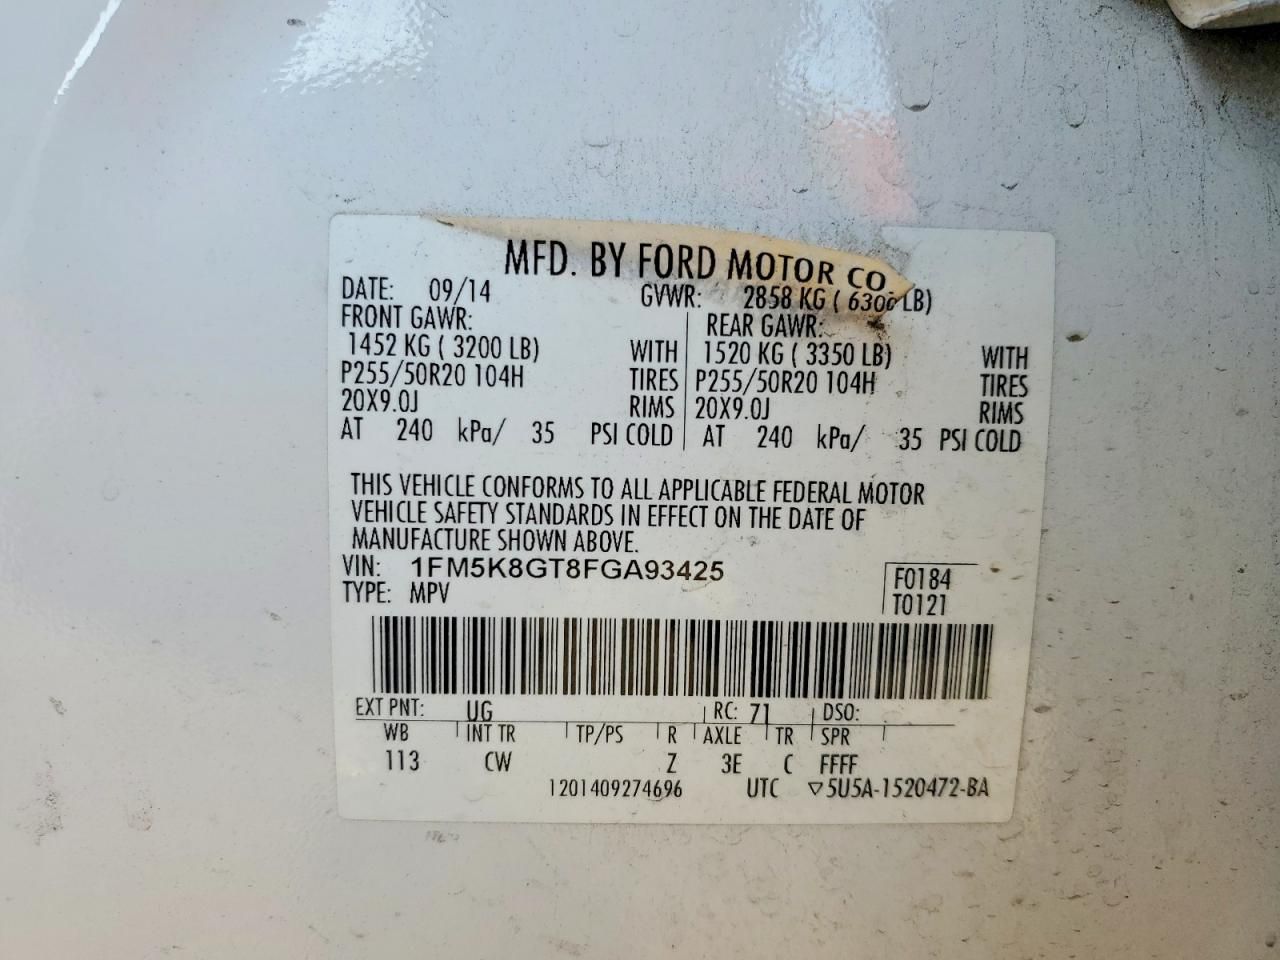 MFD. BY FORD MOTOR CO.
DATE: 09/14 GVWR: 2858 KG ( 6300 LB)
FRONT GAWR: REAR GAWR:
1452 KG ( 3200 LB) WITH 1520 KG ( 3350 LB) WITH
P255/50R20 104H TIRES P255/50R20 104H TIRES
20X9.0J RIMS 20X9.0J RIMS
AT 240 kPa/ 35 PSI COLD AT 240 kPa/ 35 PSI COLD
THIS VEHICLE CONFORMS TO ALL APPLICABLE FEDERAL MOTOR
VEHICLE SAFETY STANDARDS IN EFFECT ON THE DATE OF
MANUFACTURE SHOWN ABOVE.
VIN: 1FM5K8GT8FGA93425 F0184
TYPE: MPV T0121
EXT PNT: UG RC: 71 DSO:
WB INT TR TP/PS R AXLE TR SPR
113 CW Z 3E C FFFF
1201409274696 UTC ▽5U5A-1520472-BA